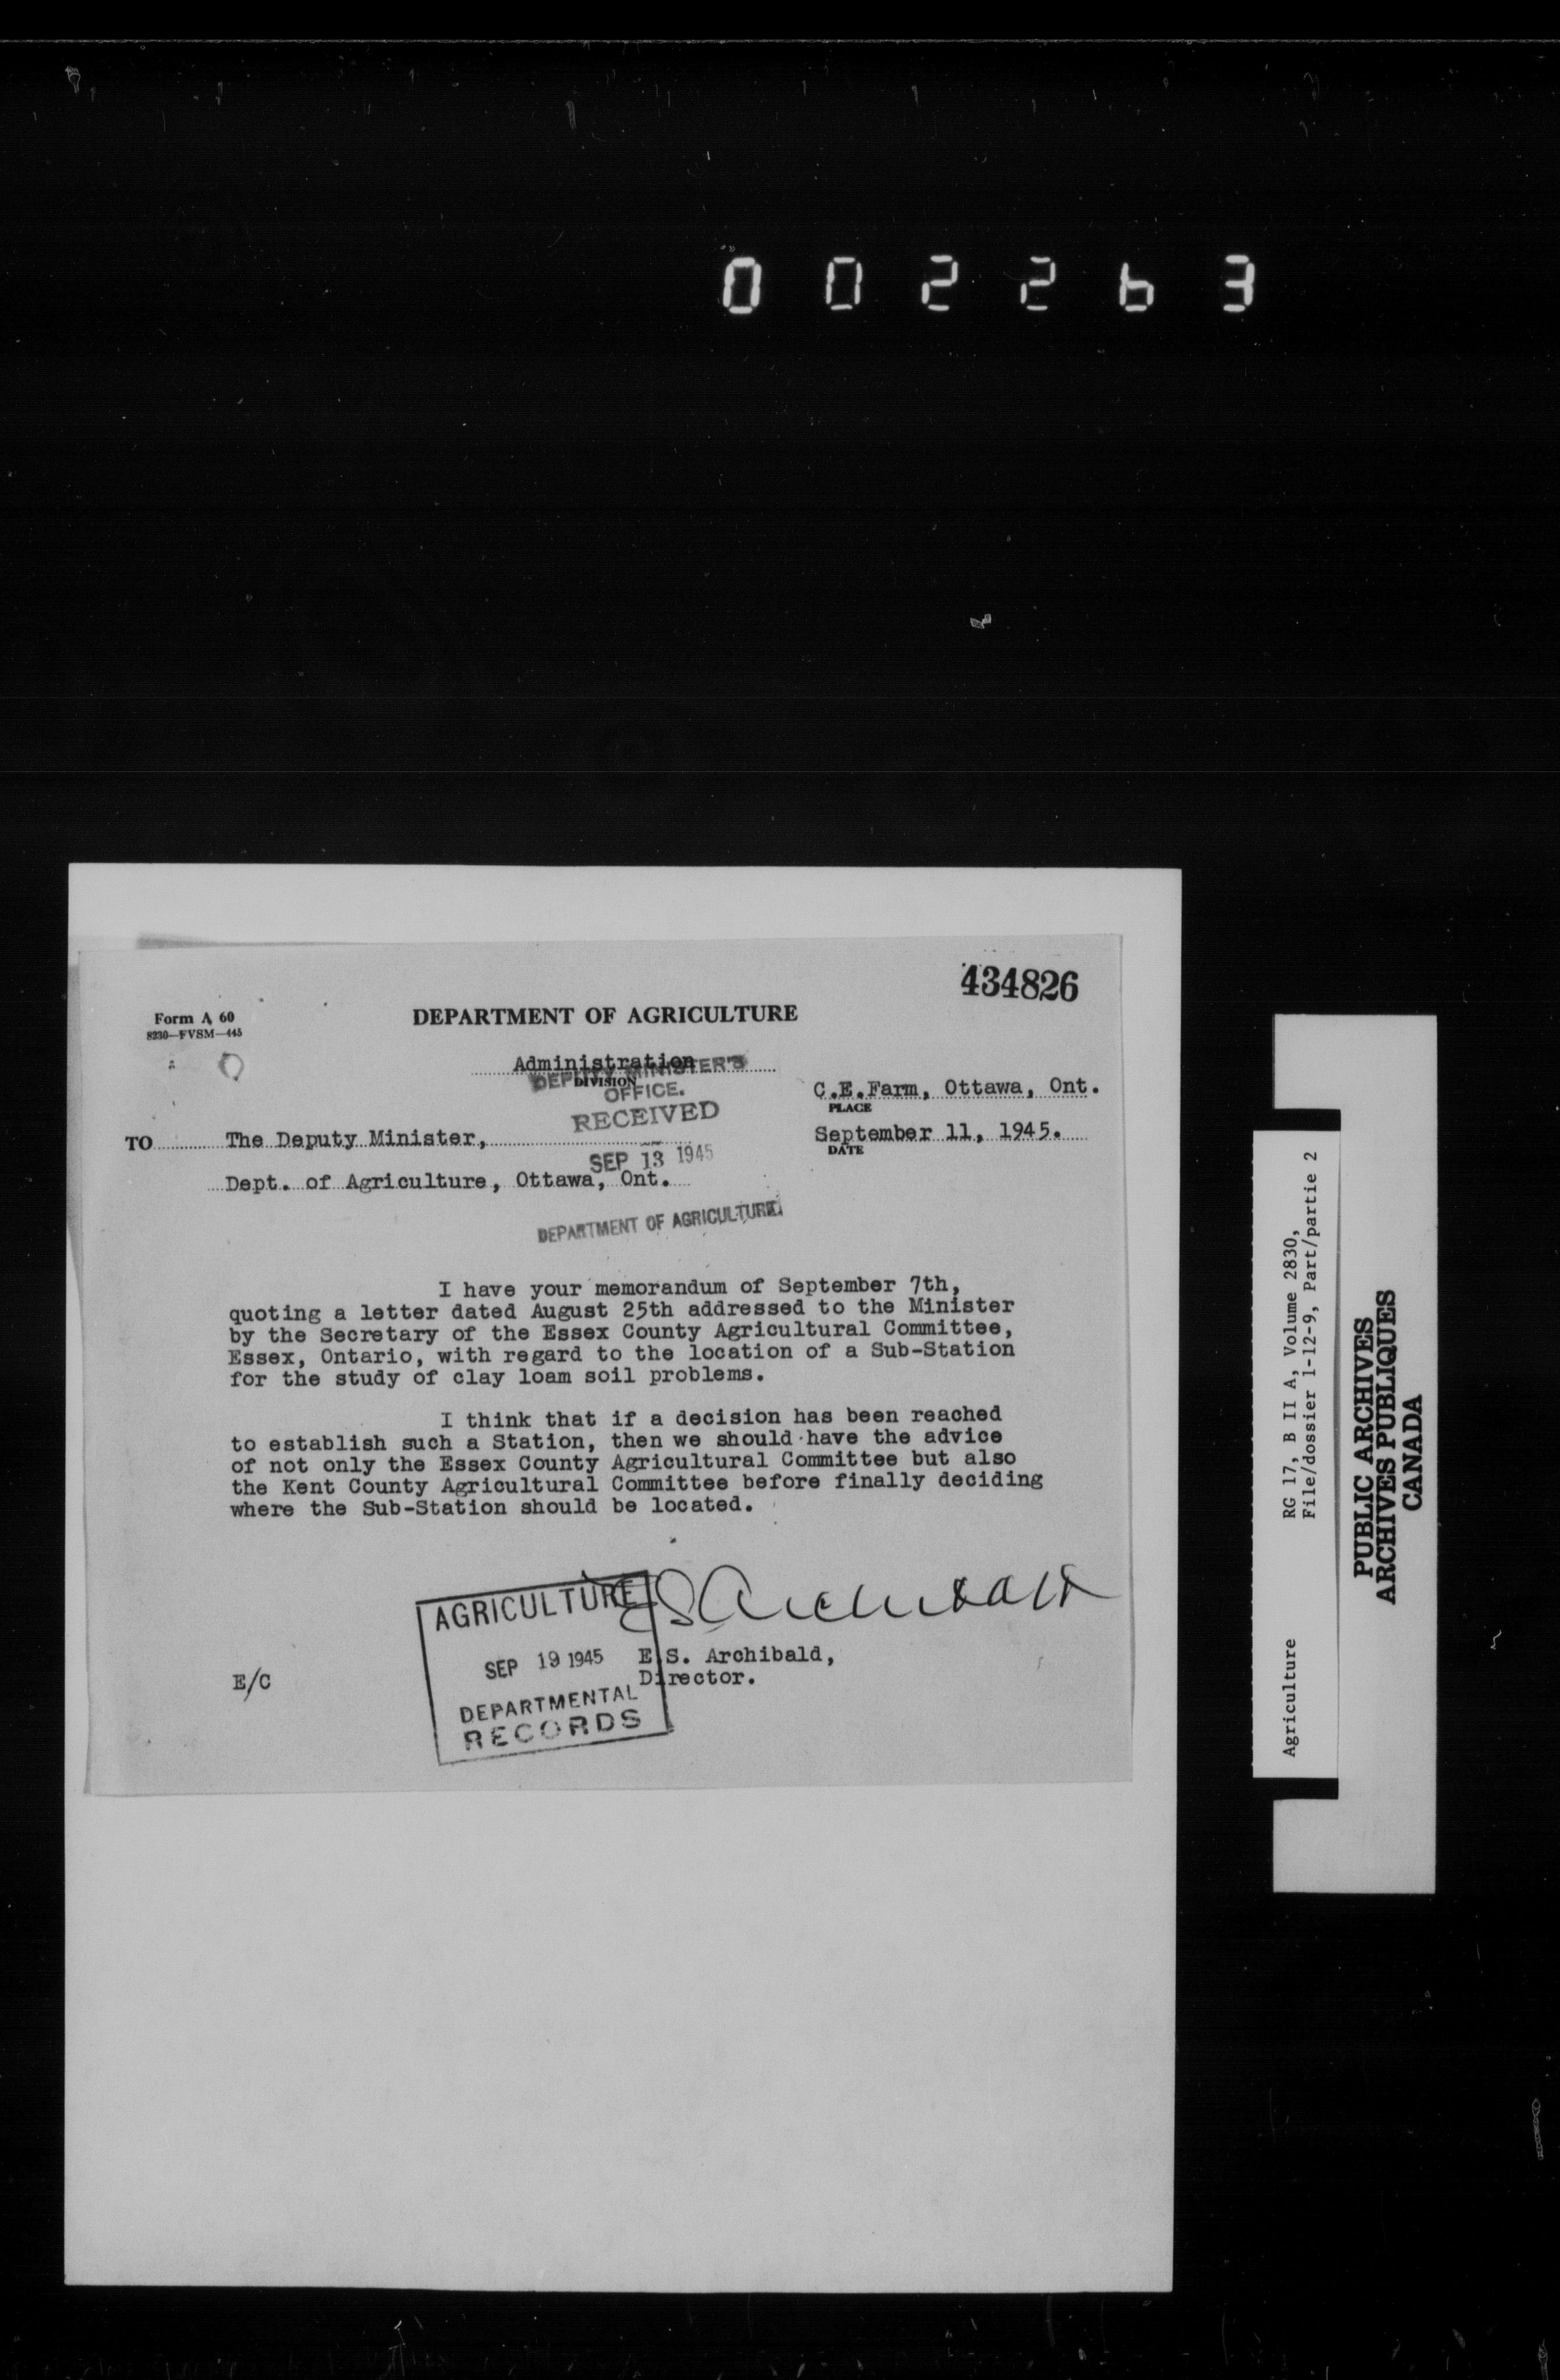 002263
434826
Form A 60
8230—FVSM—445
DEPARTMENT OF AGRICULTURE
Administration
DIVISION
DEPUTY MINISTER'S
OFFICE.
RECEIVED
SEP 13 1945
DEPARTMENT OF AGRICULTURE
C.E.Farm, Ottawa, Ont.
PLACE
September 11, 1945.
DATE
TO The Deputy Minister,
Dept. of Agriculture, Ottawa, Ont.
I have your memorandum of September 7th,
quoting a letter dated August 25th addressed to the Minister
by the Secretary of the Essex County Agricultural Committee,
Essex, Ontario, with regard to the location of a Sub-Station
for the study of clay loam soil problems.
I think that if a decision has been reached
to establish such a Station, then we should have the advice
of not only the Essex County Agricultural Committee but also
the Kent County Agricultural Committee before finally deciding
where the Sub-Station should be located.
ESArchibald
E.S. Archibald,
Director.
E/C
AGRICULTURE
SEP 19 1945
DEPARTMENTAL
RECORDS
Agriculture RG 17, B II A, Volume 2830,
File/dossier 1-12-9, Part/partie 2
PUBLIC ARCHIVES
ARCHIVES PUBLIQUES
CANADA